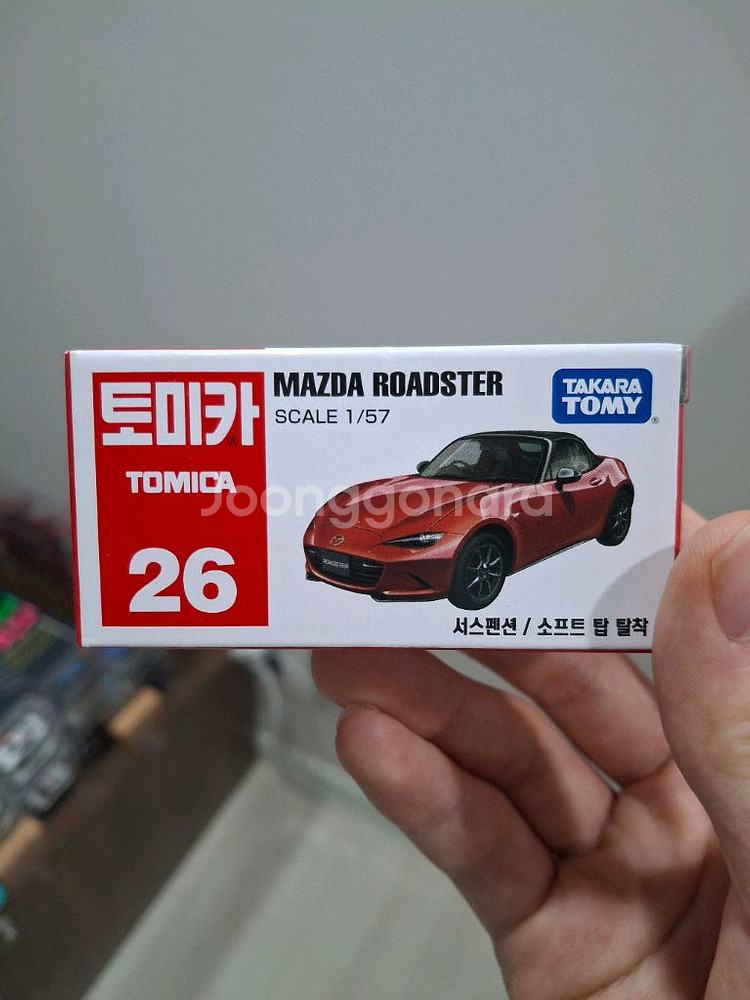 토미카
TOMICA
26
MAZDA ROADSTER
SCALE 1/57
TAKARA
TOMY
Joonggonara
ROADSTER
서스펜션 / 소프트 탑 탈착